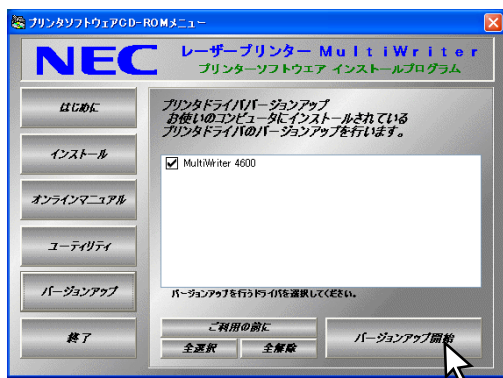 プリンタソフトウェアCD-ROMメニュー
NEC
レーザープリンター MultiWriter
プリンターソフトウエア インストールプログラム
はじめに
インストール
オンラインマニュアル
ユーティリティ
バージョンアップ
終了
プリンタドライババージョンアップ
お使いのコンピュータにインストールされている
プリンタドライバのバージョンアップを行います。
MultiWriter 4600
バージョンアップを行うドライバを選択してください。
ご利用の前に
全選択
全解除
バージョンアップ開始